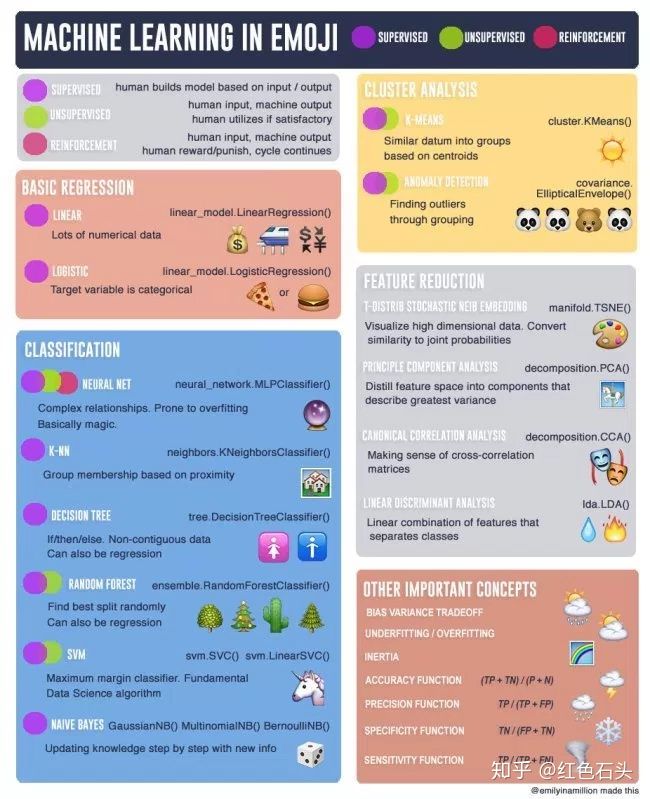 MACHINE LEARNING IN EMOJI
SUPERVISED
UNSUPERVISED
REINFORCEMENT
SUPERVISED human builds model based on input / output
UNSUPERVISED human input, machine output
human utilizes if satisfactory
REINFORCEMENT human input, machine output
human reward/punish, cycle continues
BASIC REGRESSION
LINEAR linear_model.LinearRegression()
Lots of numerical data
LOGISTIC linear_model.LogisticRegression()
Target variable is categorical or
CLASSIFICATION
NEURAL NET neural_network.MLPClassifier()
Complex relationships. Prone to overfitting
Basically magic.
K-NN neighbors.KNeighborsClassifier()
Group membership based on proximity
DECISION TREE tree.DecisionTreeClassifier()
If/then/else. Non-contiguous data
Can also be regression
RANDOM FOREST ensemble.RandomForestClassifier()
Find best split randomly
Can also be regression
SVM svm.SVC() svm.LinearSVC()
Maximum margin classifier. Fundamental
Data Science algorithm
NAIVE BAYES GaussianNB() MultinomialNB() BernoulliNB()
Updating knowledge step by step with new info
CLUSTER ANALYSIS
K-MEANS cluster.KMeans()
Similar datum into groups
based on centroids
ANOMALY DETECTION covariance.
EllipticalEnvelope()
Finding outliers
through grouping
FEATURE REDUCTION
T-DISTRIB STOCHASTIC NEIB EMBEDDING manifold.TSNE()
Visualize high dimensional data. Convert
similarity to joint probabilities
PRINCIPLE COMPONENT ANALYSIS decomposition.PCA()
Distill feature space into components that
describe greatest variance
CANONICAL CORRELATION ANALYSIS decomposition.CCA()
Making sense of cross-correlation
matrices
LINEAR DISCRIMINANT ANALYSIS lda.LDA()
Linear combination of features that
separates classes
OTHER IMPORTANT CONCEPTS
BIAS VARIANCE TRADEOFF
UNDERFITTING / OVERFITTING
INERTIA
ACCURACY FUNCTION (TP + TN) / (P + N)
PRECISION FUNCTION TP / (TP + FP)
SPECIFICITY FUNCTION TN / (FP + TN)
SENSITIVITY FUNCTION TP / (TP + FN)
知乎 @红色石头
@emilyinamillion made this